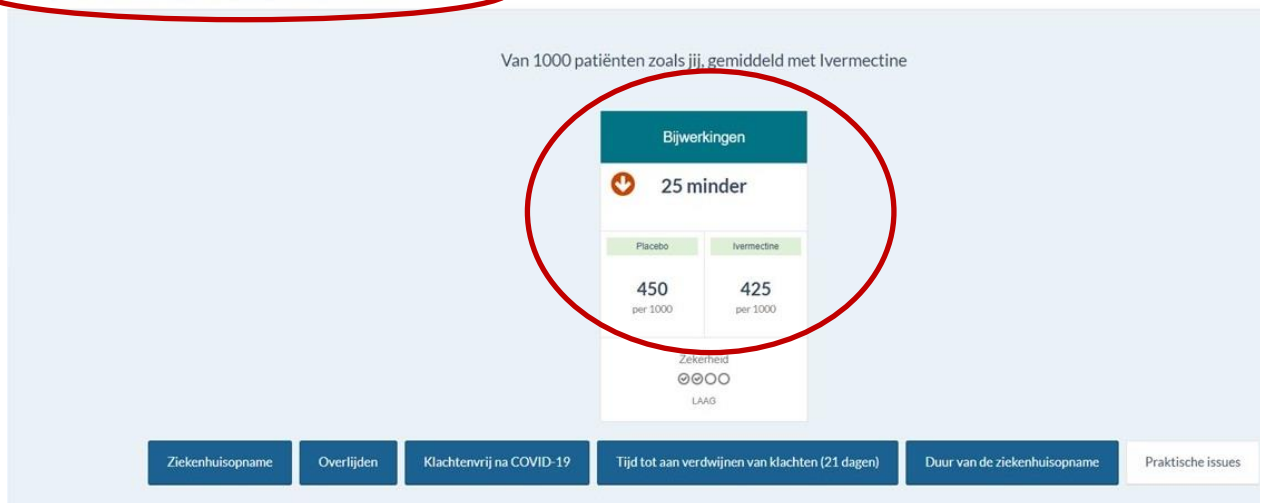 Van 1000 patiënten zoals jij, gemiddeld met Ivermectine
Bijwerkingen
25 minder
Placebo Ivermectine
450 425
per 1000 per 1000
Zekerheid
LAAG
Ziekenhuisopname Overlijden Klachtenvrij na COVID-19 Tijd tot aan verdwijnen van klachten (21 dagen) Duur van de ziekenhuisopname Praktische issues